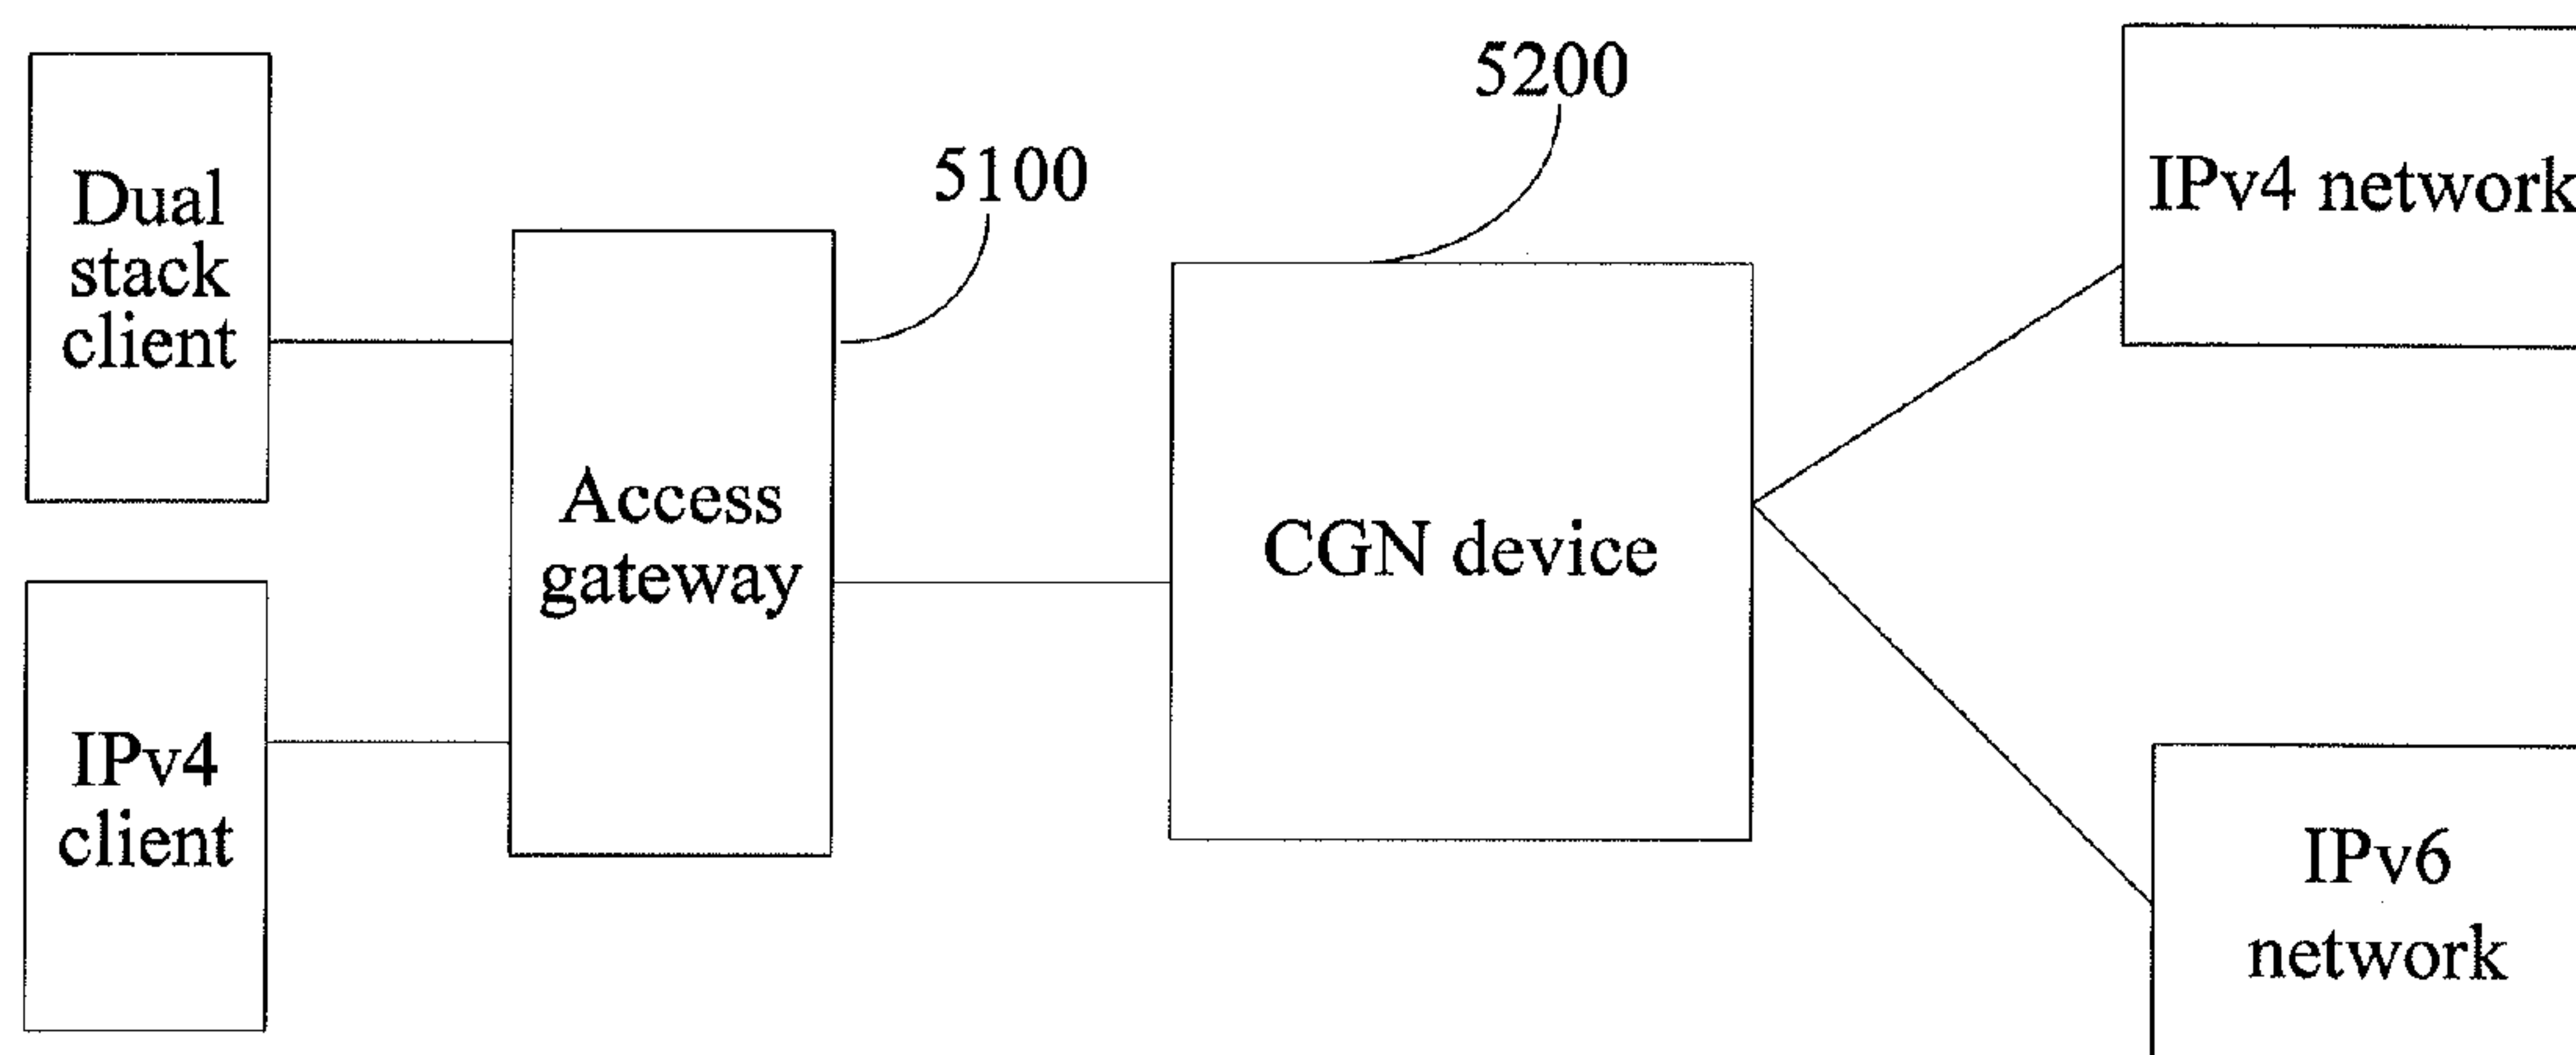 Dual
stack
client
IPv4
client
Access
gateway
5100
CGN device
5200
IPv4 network
IPv6
network